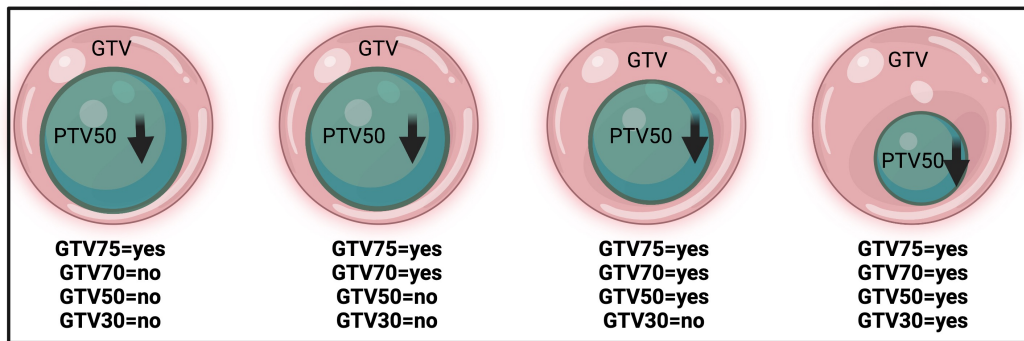 GTV
PTV50
GTV75=yes
GTV70=no
GTV50=no
GTV30=no
GTV
PTV50
GTV75=yes
GTV70=yes
GTV50=no
GTV30=no
GTV
PTV50
GTV75=yes
GTV70=yes
GTV50=yes
GTV30=no
GTV
PTV50
GTV75=yes
GTV70=yes
GTV50=yes
GTV30=yes